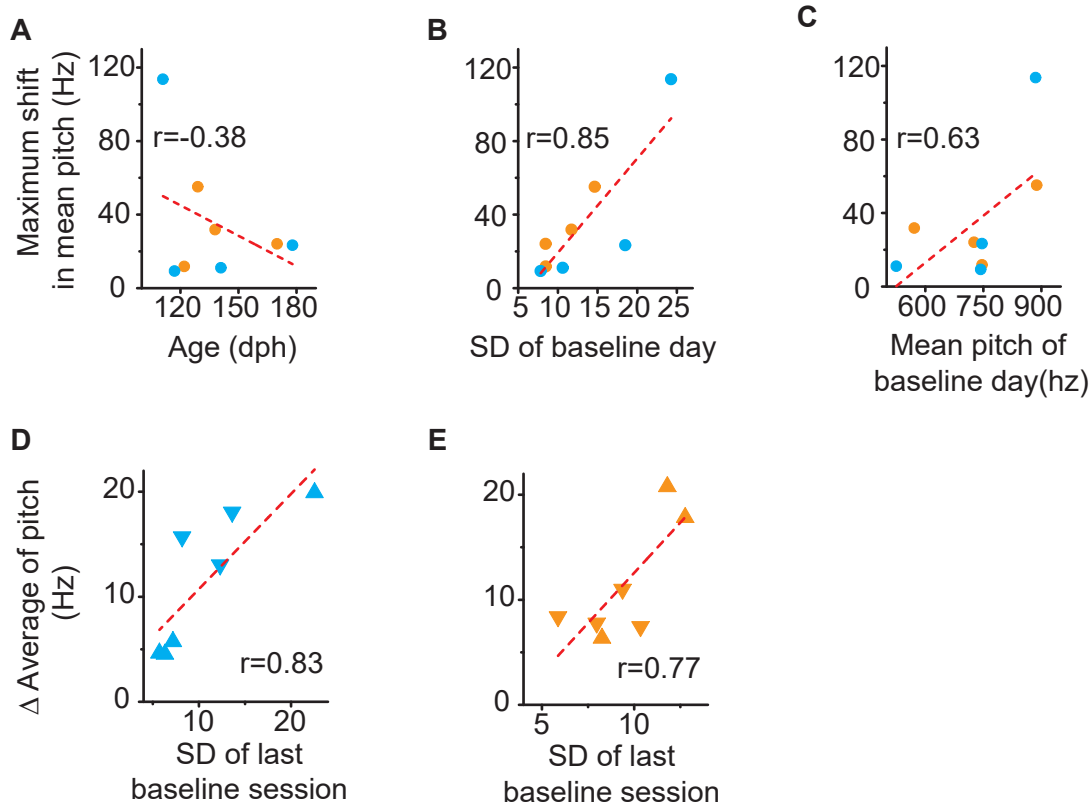 A
Maximum shift
in mean pitch (Hz)
120
80
40
0
r=-0.38
120 150 180
Age (dph)
B
120
80
40
0
r=0.85
5 10 15 20 25
SD of baseline day
C
120
80
40
0
r=0.63
600 750 900
Mean pitch of
baseline day(hz)
D
Δ Average of pitch
(Hz)
20
10
0
r=0.83
10 20
SD of last
baseline session
E
20
10
0
r=0.77
5 10
SD of last
baseline session